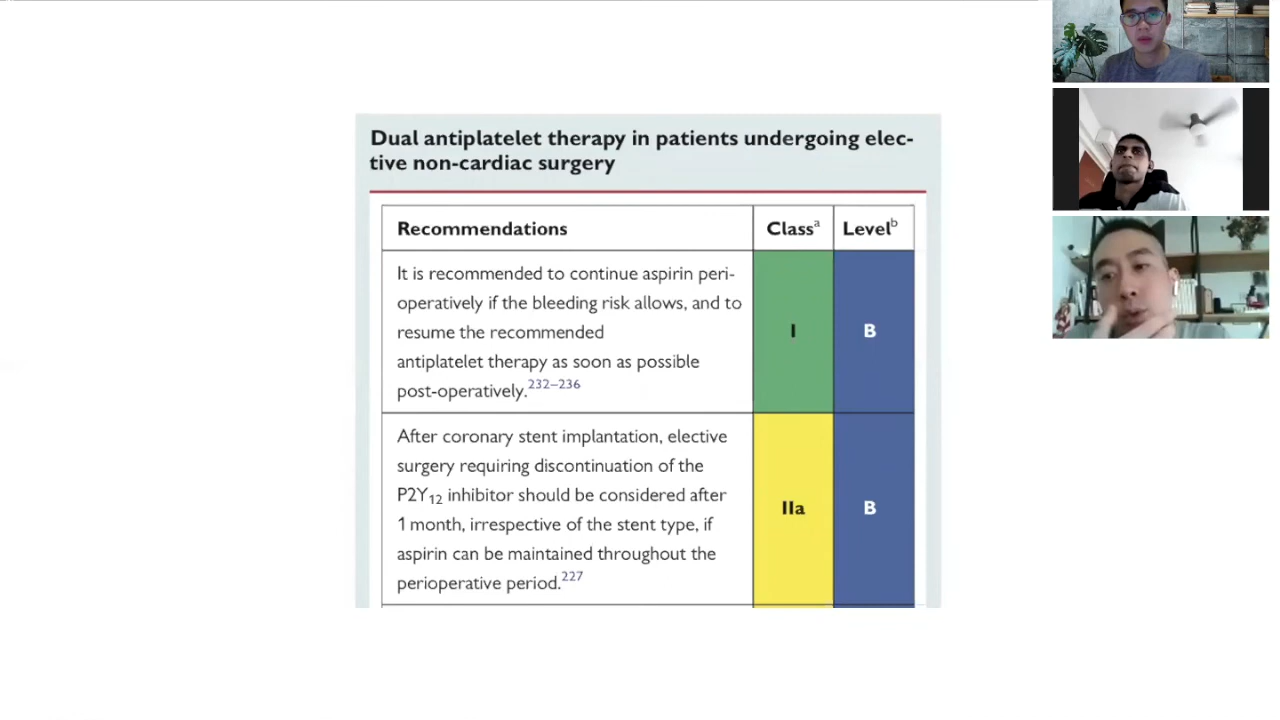 Dual antiplatelet therapy in patients undergoing elec-
tive non-cardiac surgery
Recommendations Classᵃ Levelᵇ
It is recommended to continue aspirin peri-
operatively if the bleeding risk allows, and to
resume the recommended
antiplatelet therapy as soon as possible
post-operatively.²³²⁻²³⁶
I B
After coronary stent implantation, elective
surgery requiring discontinuation of the
P2Y₁₂ inhibitor should be considered after
1 month, irrespective of the stent type, if
aspirin can be maintained throughout the
perioperative period.²²⁷
IIa B